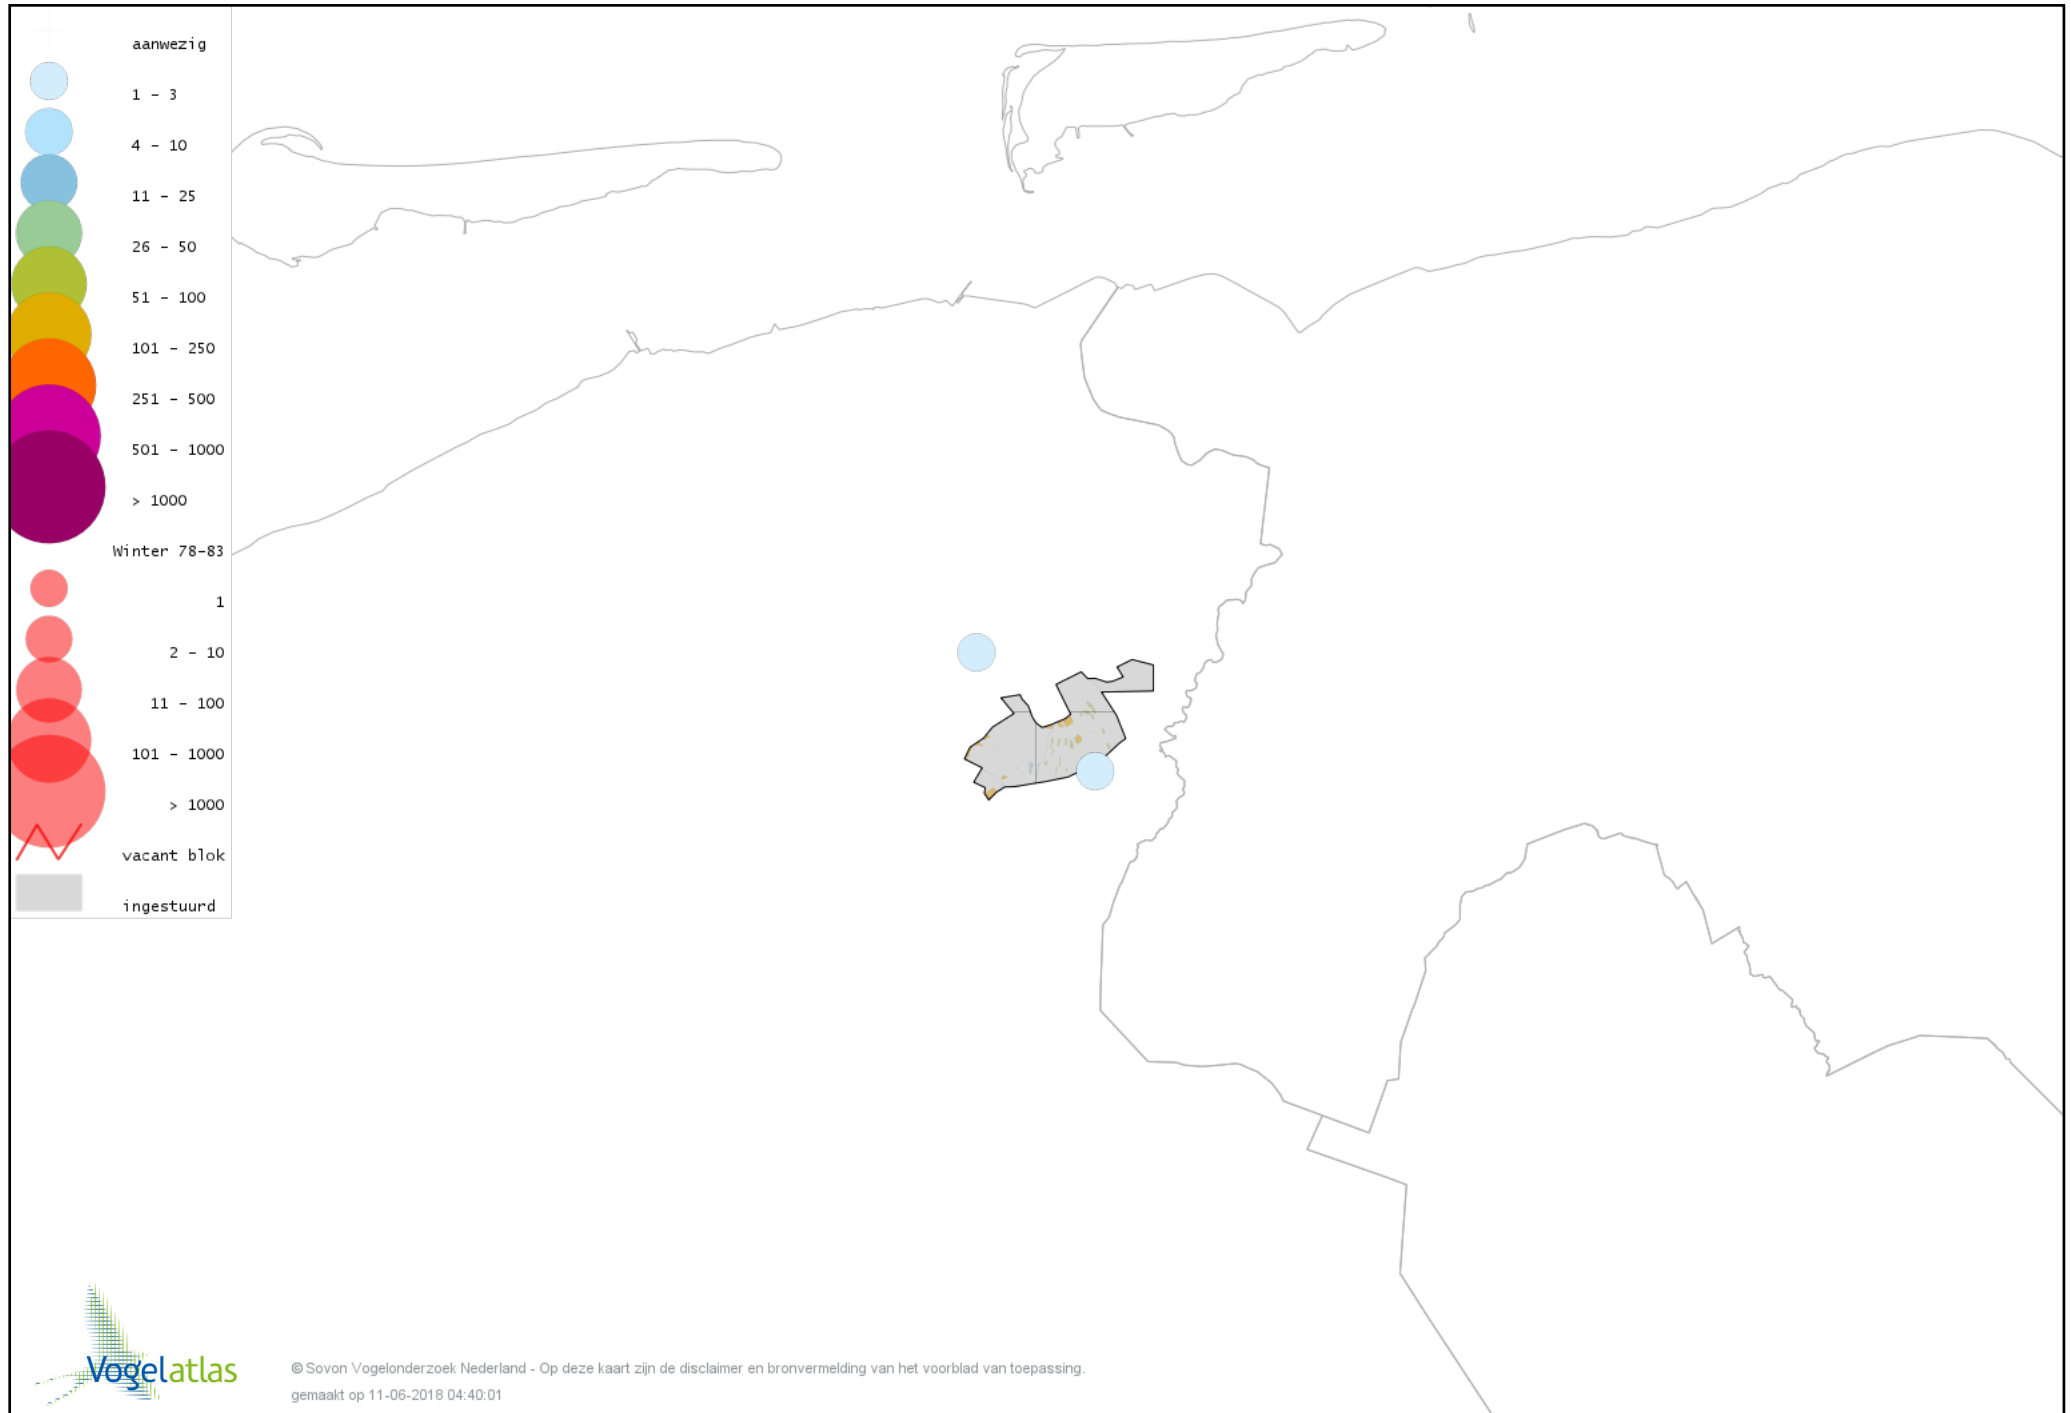 aanwezig
1 - 3
4 - 10
11 - 25
26 - 50
51 - 100
101 - 250
251 - 500
501 - 1000
> 1000
Winter 78-83
1
2 - 10
11 - 100
101 - 1000
> 1000
vacant blok
ingestuurd
Vogelatlas
© Sovon Vogelonderzoek Nederland - Op deze kaart zijn de disclaimer en bronvermelding van het voorblad van toepassing.
gemaakt op 11-06-2018 04:40:01